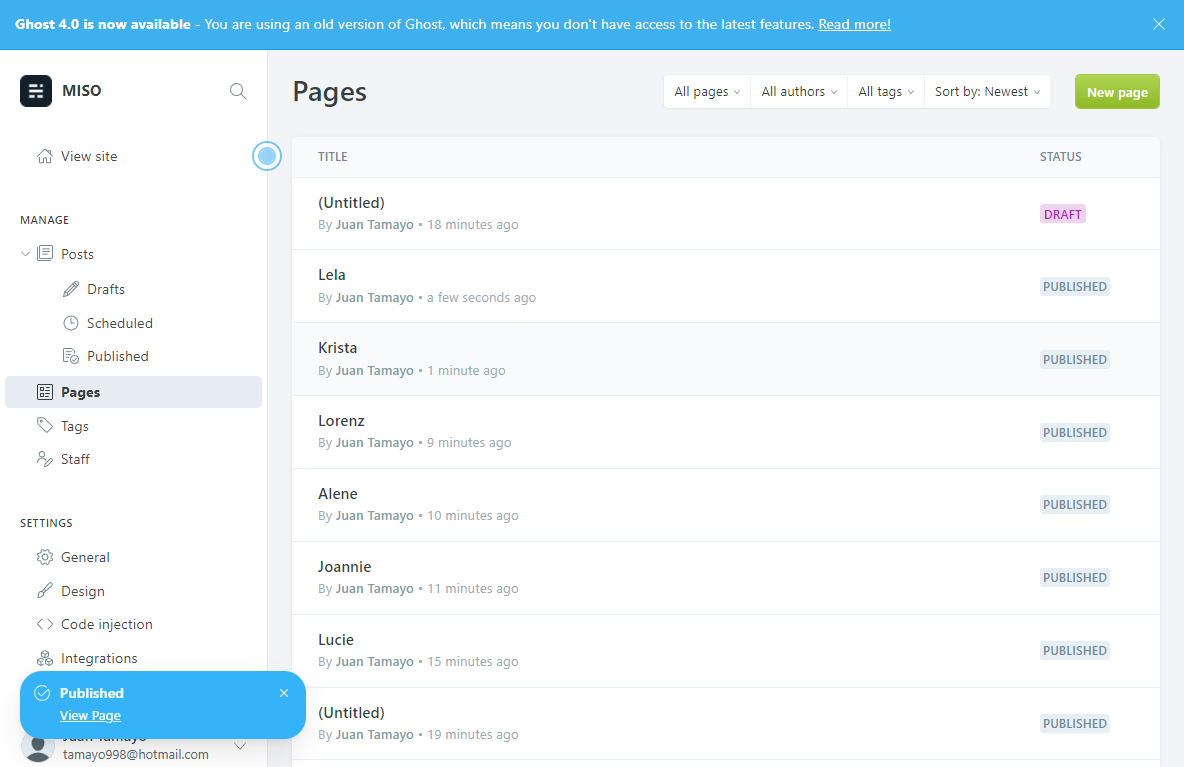 Ghost 4.0 is now available - You are using an old version of Ghost, which means you don't have access to the latest features. Read more!
MISO
View site
MANAGE
Posts
Drafts
Scheduled
Published
Pages
Tags
Staff
SETTINGS
General
Design
Code injection
Integrations
Published
View Page
Juan Tamayo
tamayo998@hotmail.com
Pages
All pages
All authors
All tags
Sort by: Newest
New page
TITLE
STATUS
(Untitled)
By Juan Tamayo • 18 minutes ago
DRAFT
Lela
By Juan Tamayo • a few seconds ago
PUBLISHED
Krista
By Juan Tamayo • 1 minute ago
PUBLISHED
Lorenz
By Juan Tamayo • 9 minutes ago
PUBLISHED
Alene
By Juan Tamayo • 10 minutes ago
PUBLISHED
Joannie
By Juan Tamayo • 11 minutes ago
PUBLISHED
Lucie
By Juan Tamayo • 15 minutes ago
PUBLISHED
(Untitled)
By Juan Tamayo • 19 minutes ago
PUBLISHED